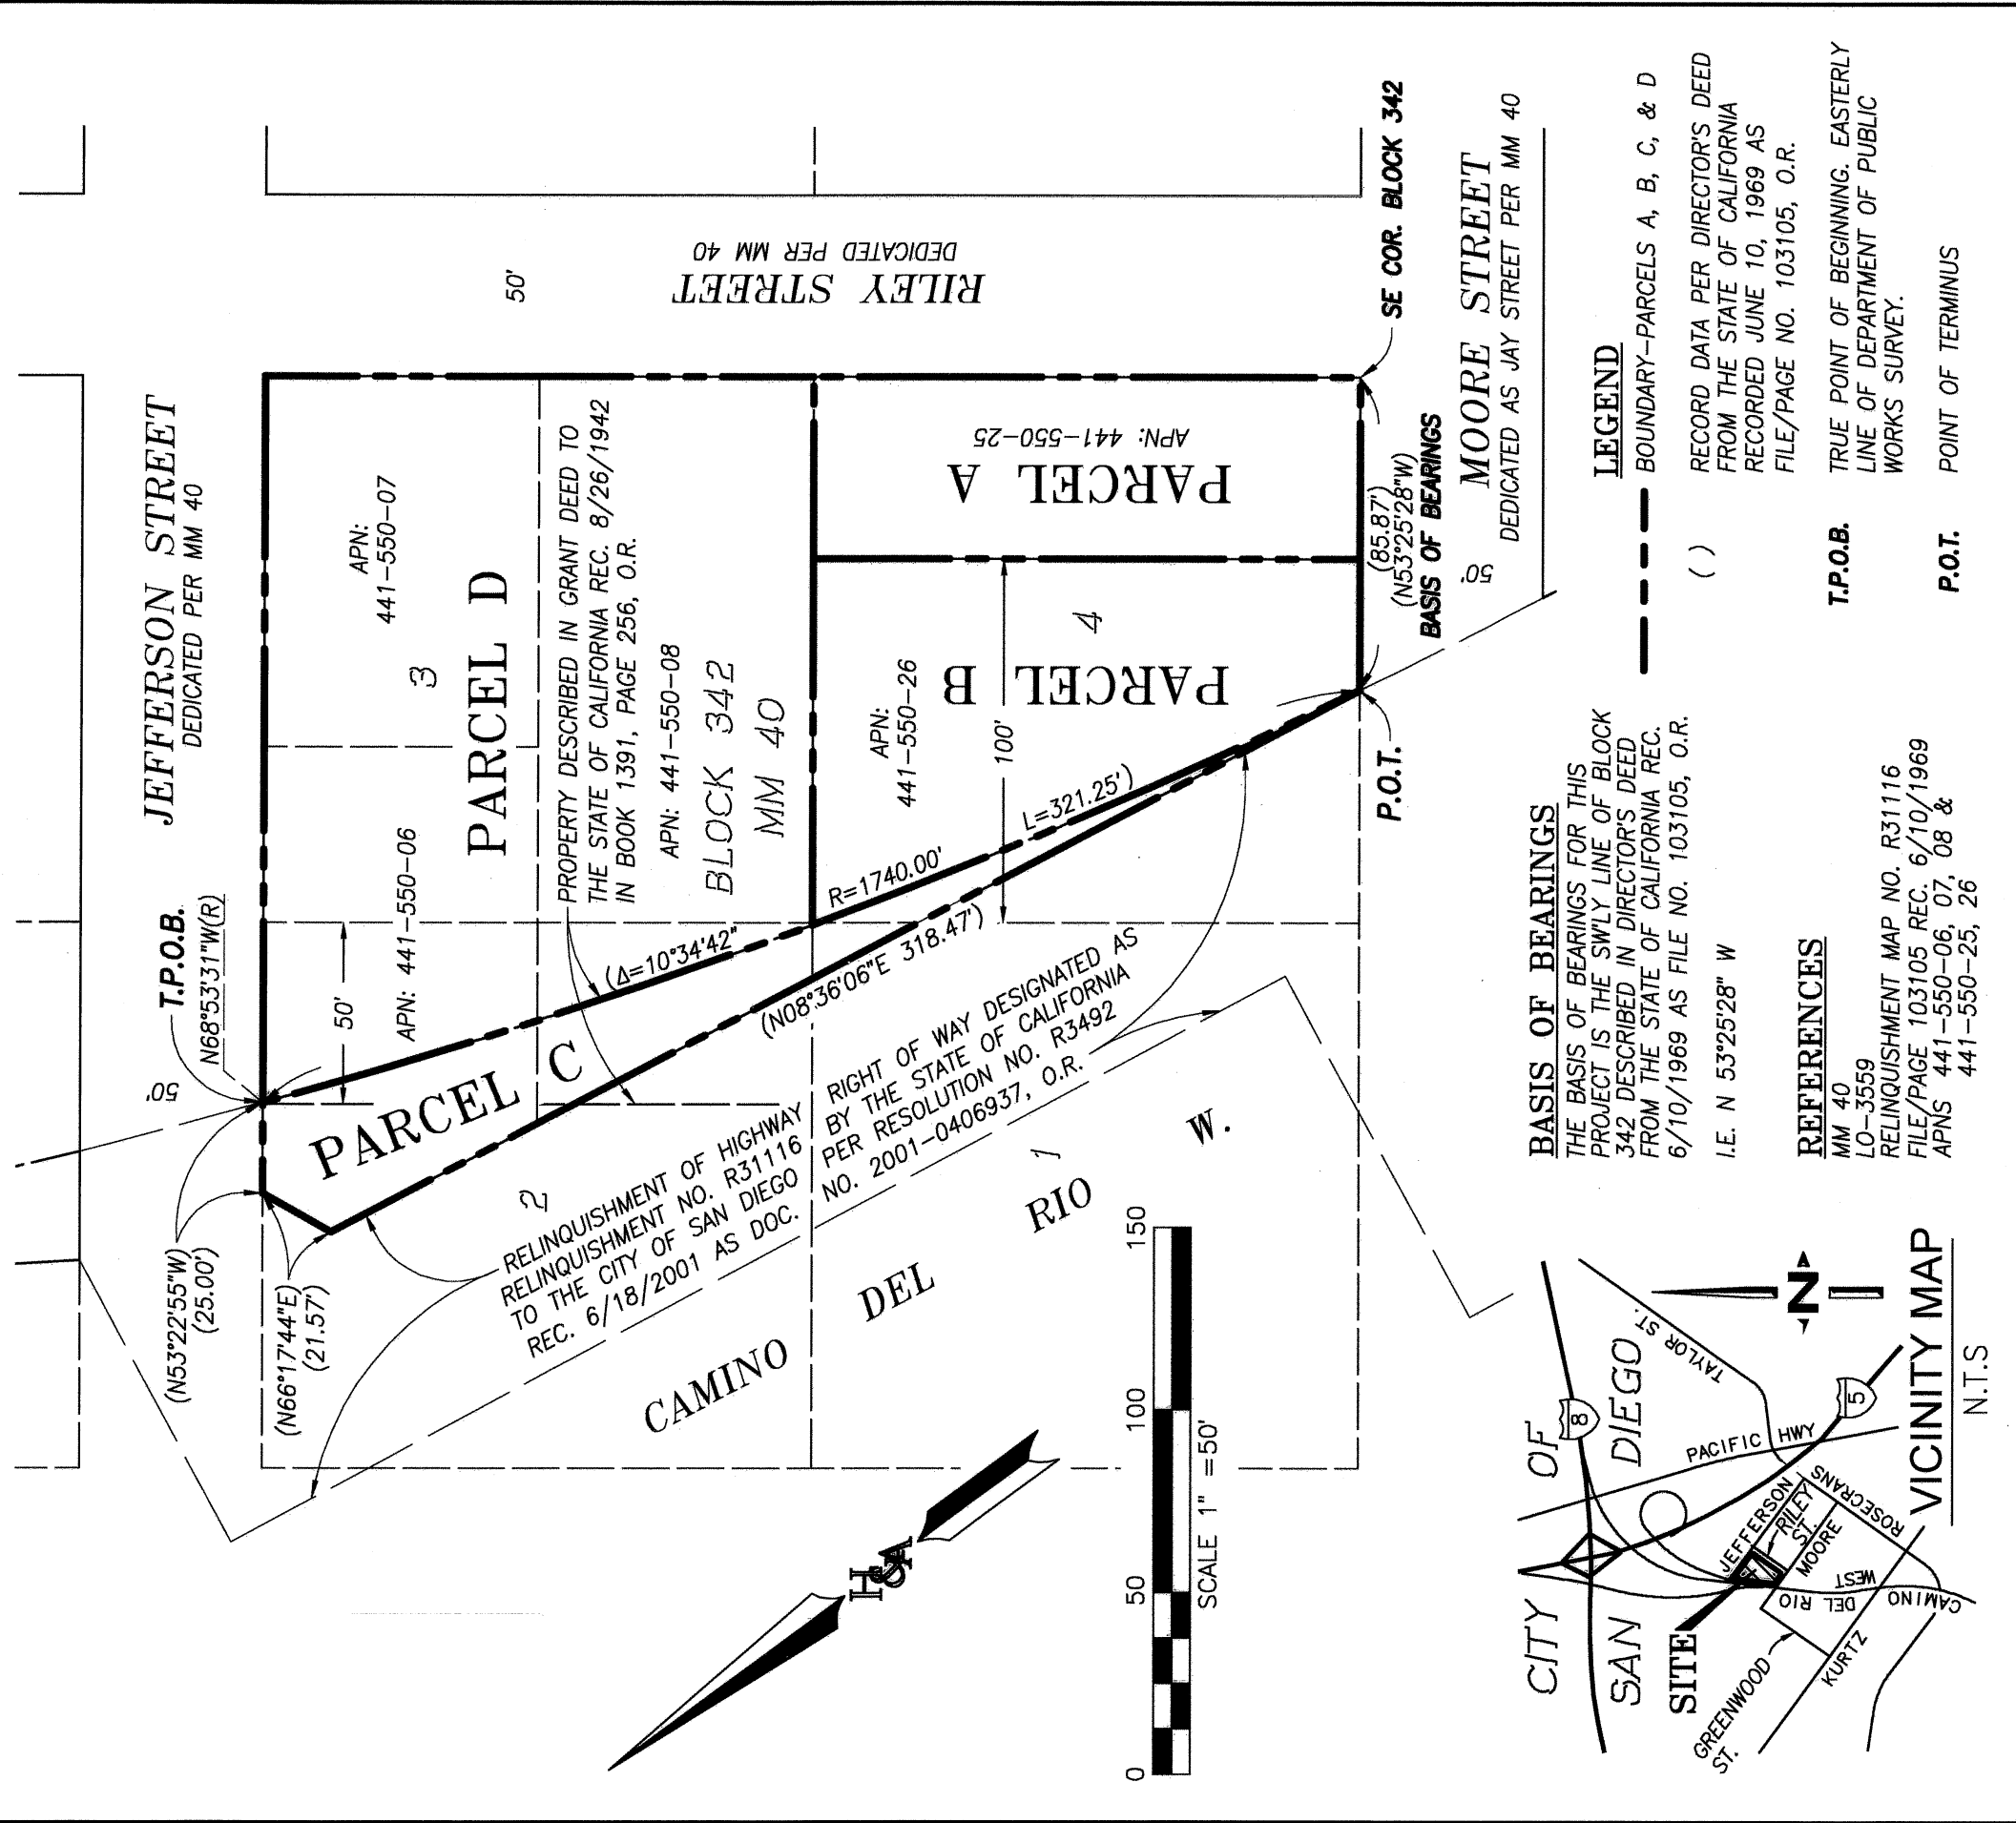 JEFFERSON STREET
DEDICATED PER MM 40
T.P.O.B.
N68°53'31"W(R)
50'
(N53°22'55"W)
(25.00')
(N66°17'44"E)
(21.57')
50'
APN: 441-550-06
APN:
441-550-07
3
PARCEL D
PROPERTY DESCRIBED IN GRANT DEED TO
THE STATE OF CALIFORNIA REC. 8/26/1942
IN BOOK 1391, PAGE 256, O.R.
APN: 441-550-08
BLOCK 342
MM 40
50'
RILEY STREET
DEDICATED PER MM 40
PARCEL C
(Δ=10°34'42"
R=1740.00'
L=321.25')
(N08°36'06"E 318.47')
2
RELINQUISHMENT OF HIGHWAY RIGHT OF WAY DESIGNATED AS
RELINQUISHMENT NO. R31116 BY THE STATE OF CALIFORNIA
TO THE CITY OF SAN DIEGO PER RESOLUTION NO. R3492
REC. 6/18/2001 AS DOC. NO. 2001-0406937, O.R.
1
CAMINO DEL RIO W.
APN:
441-550-26
PARCEL B
4
100'
PARCEL A
APN: 441-550-25
SE COR. BLOCK 342
(85.87')
(N53°25'28"W)
BASIS OF BEARINGS
P.O.T.
50'
MOORE STREET
DEDICATED AS JAY STREET PER MM 40
H&A
0 50 100 150
SCALE 1" =50'
LEGEND
BOUNDARY-PARCELS A, B, C, & D
( ) RECORD DATA PER DIRECTOR'S DEED
FROM THE STATE OF CALIFORNIA
RECORDED JUNE 10, 1969 AS
FILE/PAGE NO. 103105, O.R.
T.P.O.B. TRUE POINT OF BEGINNING. EASTERLY
LINE OF DEPARTMENT OF PUBLIC
WORKS SURVEY.
P.O.T. POINT OF TERMINUS
BASIS OF BEARINGS
THE BASIS OF BEARINGS FOR THIS
PROJECT IS THE SW'LY LINE OF BLOCK
342 DESCRIBED IN DIRECTOR'S DEED
FROM THE STATE OF CALIFORNIA REC.
6/10/1969 AS FILE NO. 103105, O.R.
I.E. N 53°25'28" W
REFERENCES
MM 40
LO-3559
RELINQUISHMENT MAP NO. R31116
FILE/PAGE 103105 REC. 6/10/1969
APNS 441-550-06, 07, 08 &
441-550-25, 26
CITY OF
SAN DIEGO
8
5
TAYLOR ST.
PACIFIC HWY
ROSECRANS
JEFFERSON
RILEY
ST.
MOORE
SITE
WEST
CAMINO DEL RIO
GREENWOOD
ST.
KURTZ
N
VICINITY MAP
N.T.S